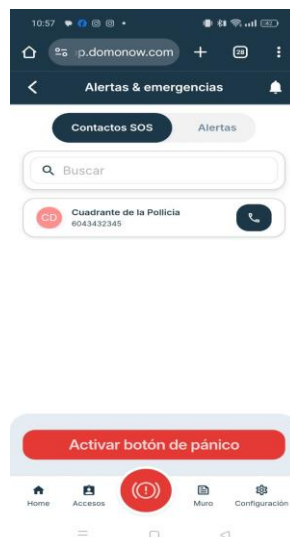 10:57
p.domonow.com
28
42
Alertas & emergencias
Contactos SOS
Alertas
Buscar
CD
Cuadrante de la Pollicia
6043432345
Activar botón de pánico
Home
Accesos
Muro
Configuración